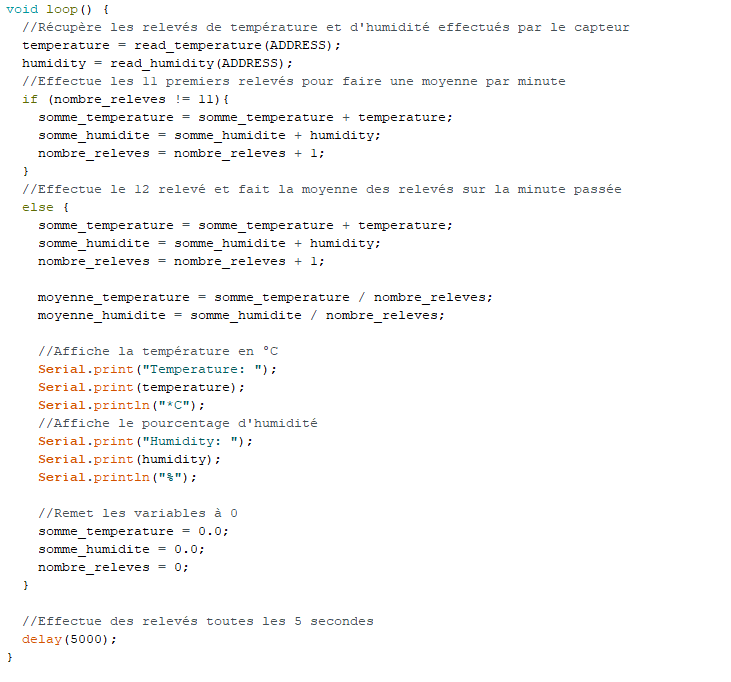 void loop() {
  //Récupère les relevés de température et d'humidité effectués par le capteur
  temperature = read_temperature(ADDRESS);
  humidity = read_humidity(ADDRESS);
  //Effectue les 11 premiers relevés pour faire une moyenne par minute
  if (nombre_releves != 11){
    somme_temperature = somme_temperature + temperature;
    somme_humidite = somme_humidite + humidity;
    nombre_releves = nombre_releves + 1;
  }
  //Effectue le 12 relevé et fait la moyenne des relevés sur la minute passée
  else {
    somme_temperature = somme_temperature + temperature;
    somme_humidite = somme_humidite + humidity;
    nombre_releves = nombre_releves + 1;

    moyenne_temperature = somme_temperature / nombre_releves;
    moyenne_humidite = somme_humidite / nombre_releves;

    //Affiche la température en °C
    Serial.print("Temperature: ");
    Serial.print(temperature);
    Serial.println("*C");
    //Affiche le pourcentage d'humidité
    Serial.print("Humidity: ");
    Serial.print(humidity);
    Serial.println("%");

    //Remet les variables à 0
    somme_temperature = 0.0;
    somme_humidite = 0.0;
    nombre_releves = 0;
  }

  //Effectue des relevés toutes les 5 secondes
  delay(5000);
}